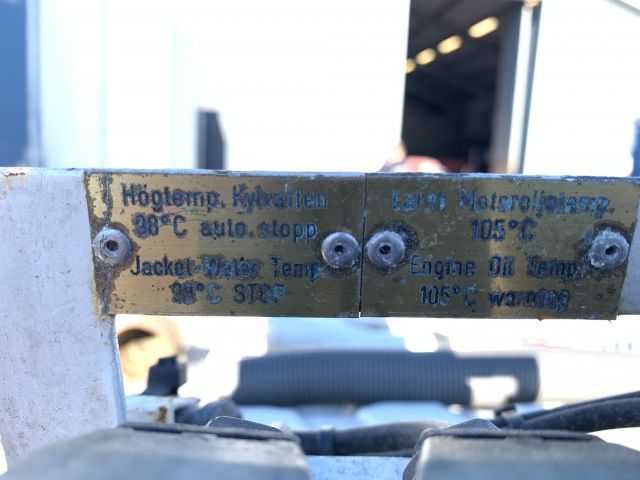 Högtemp. Kylvatten
98°C auto. stopp
Jacket-Water Temp.
98°C STOP
Larm Motoroljetemp.
105°C
Engine Oil Temp.
105°C warning